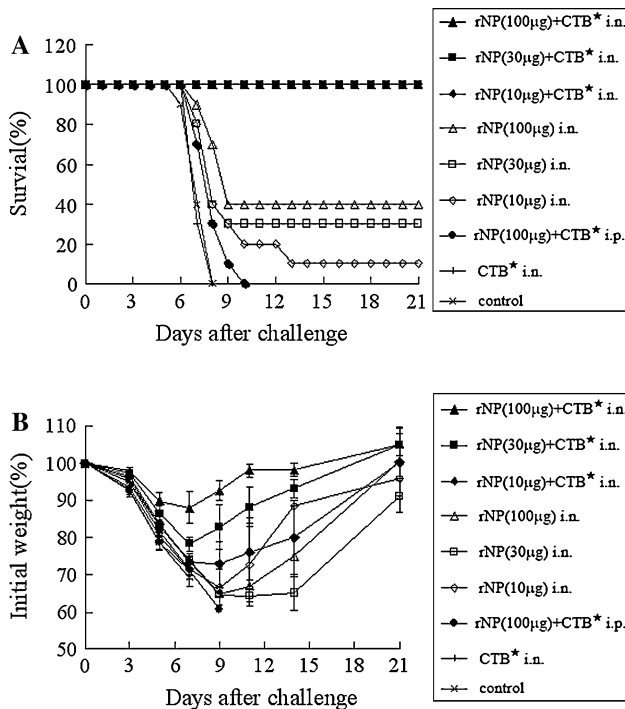 A
Survial(%)
120
100
80
60
40
20
0
0 3 6 9 12 15 18 21
Days after challenge
rNP(100μg)+CTB★ i.n.
rNP(30μg)+CTB★ i.n.
rNP(10μg)+CTB★ i.n.
rNP(100μg) i.n.
rNP(30μg) i.n.
rNP(10μg) i.n.
rNP(100μg)+CTB★ i.p.
CTB★ i.n.
control
B
Initial weight(%)
110
100
90
80
70
60
50
0 3 6 9 12 15 18 21
Days after challenge
rNP(100μg)+CTB★ i.n.
rNP(30μg)+CTB★ i.n.
rNP(10μg)+CTB★ i.n.
rNP(100μg) i.n.
rNP(30μg) i.n.
rNP(10μg) i.n.
rNP(100μg)+CTB★ i.p.
CTB★ i.n.
control